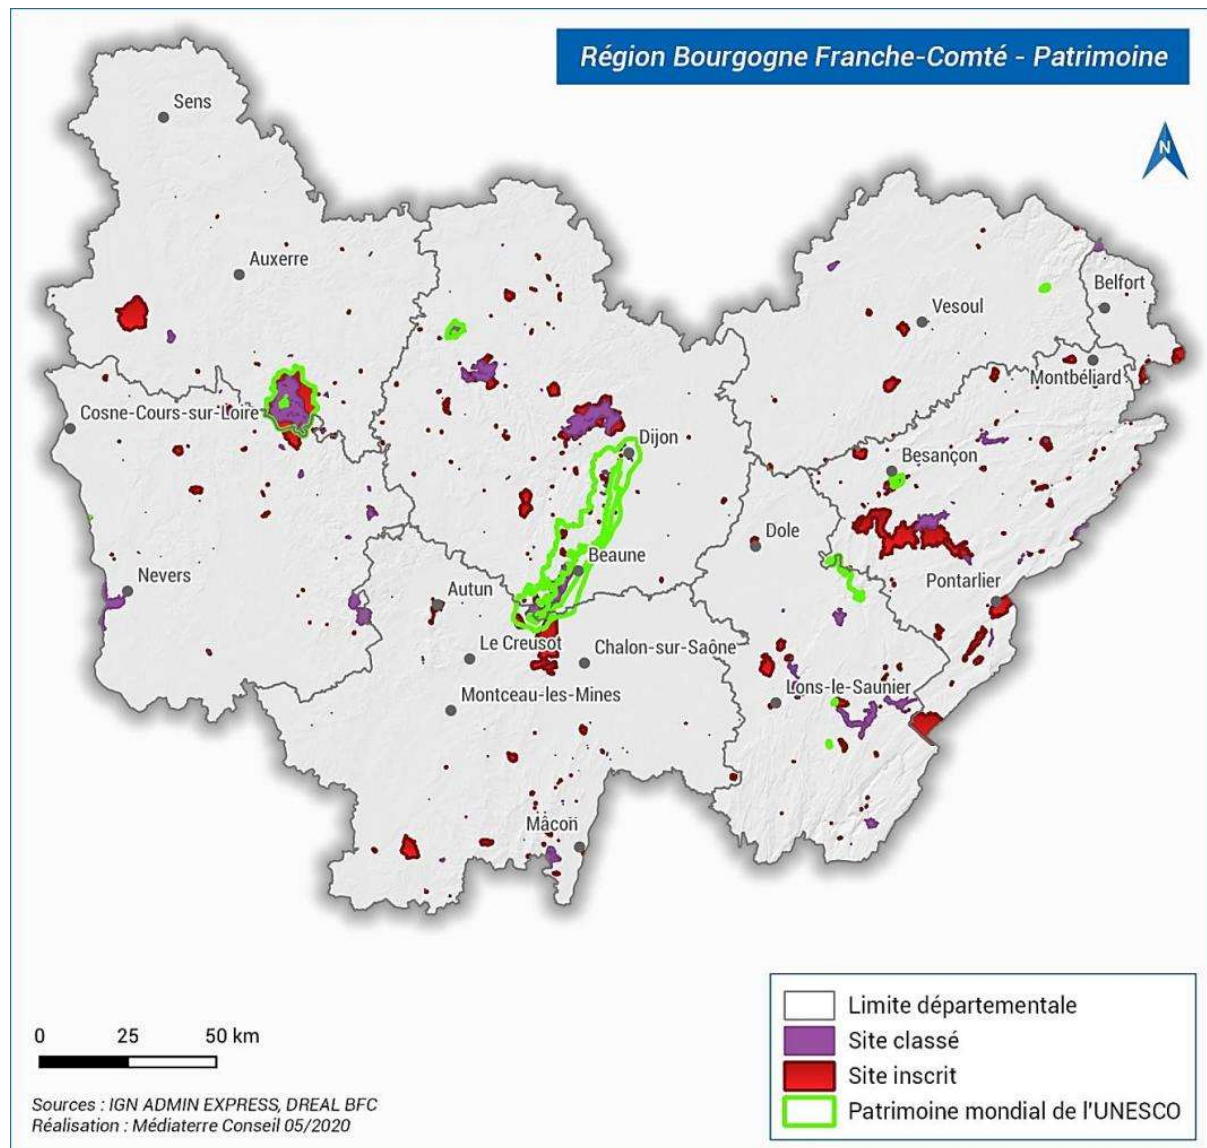 Région Bourgogne Franche-Comté - Patrimoine
N
Sens
Auxerre
Belfort
Vesoul
Montbéliard
Cosne-Cours-sur-Loire
Dijon
Besançon
Dole
Beaune
Nevers
Autun
Pontarlier
Le Creusot
Chalon-sur-Saône
Montceau-les-Mines
Lons-le-Saunier
Mâcon
0 25 50 km
Limite départementale
Site classé
Site inscrit
Patrimoine mondial de l'UNESCO
Sources : IGN ADMIN EXPRESS, DREAL BFC
Réalisation : Médiaterre Conseil 05/2020